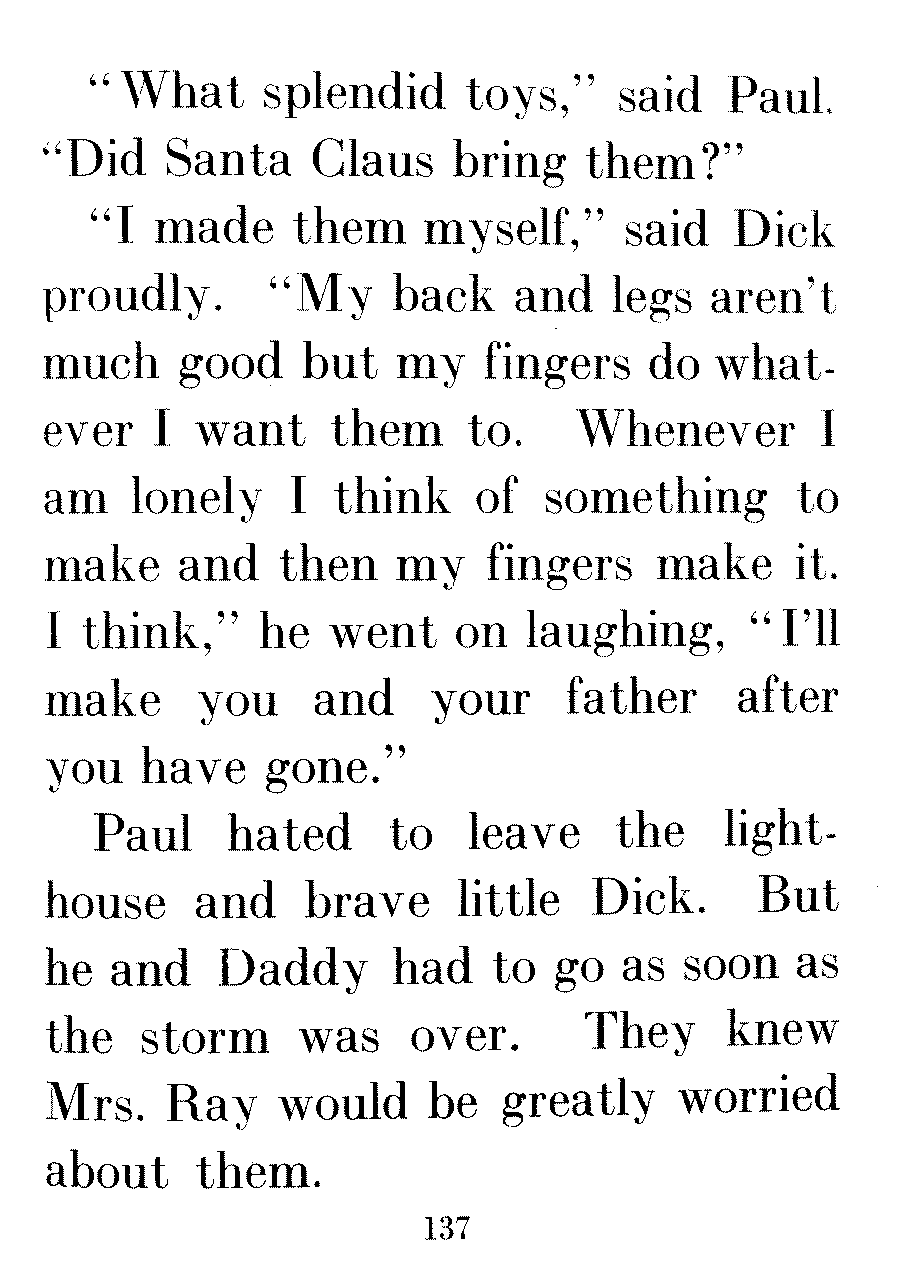 “What splendid toys,” said Paul.
“Did Santa Claus bring them?”
“I made them myself,” said Dick
proudly. “My back and legs aren’t
much good but my fingers do what-
ever I want them to. Whenever I
am lonely I think of something to
make and then my fingers make it.
I think,” he went on laughing, “I’ll
make you and your father after
you have gone.”
Paul hated to leave the light-
house and brave little Dick. But
he and Daddy had to go as soon as
the storm was over. They knew
Mrs. Ray would be greatly worried
about them.
137